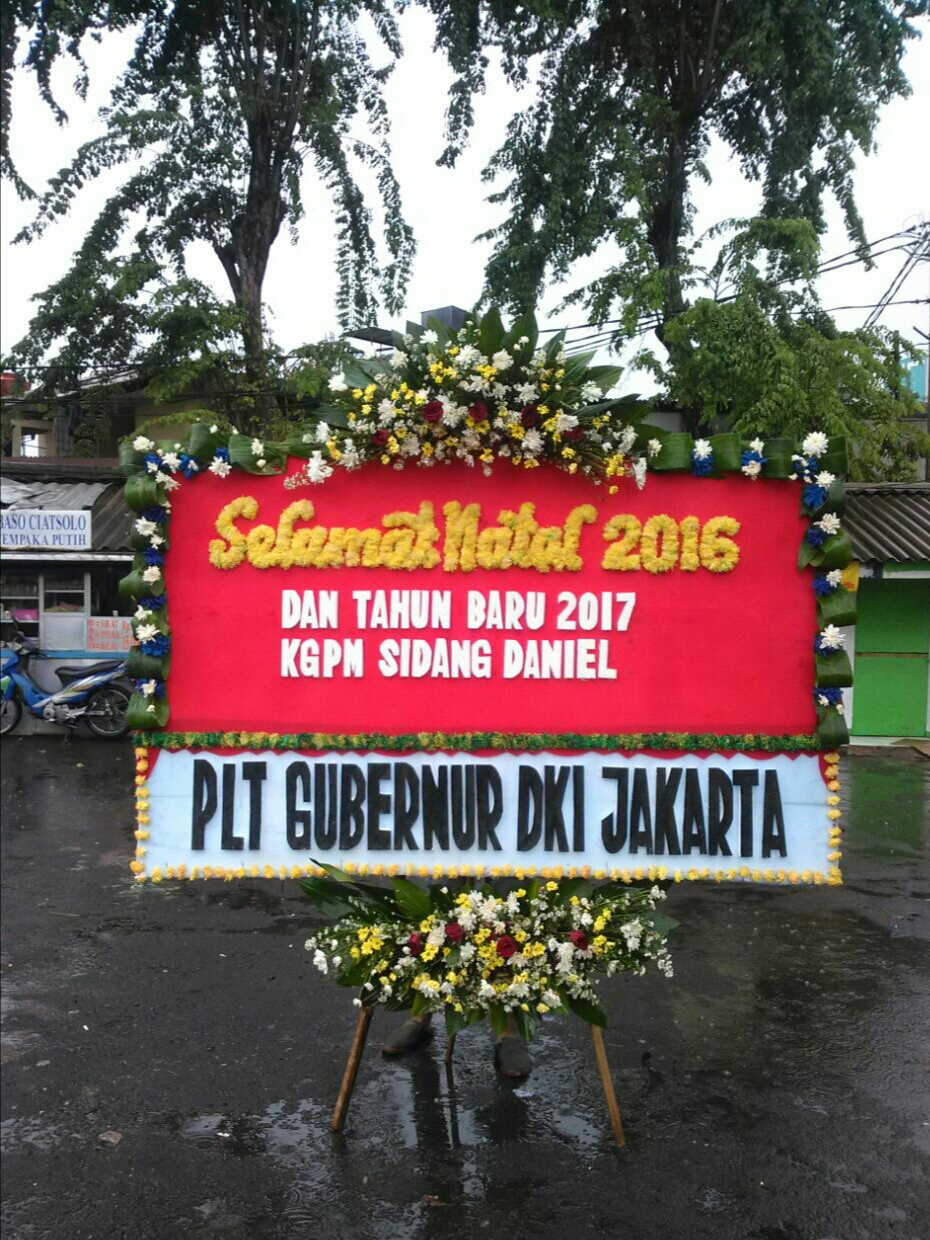 Selamat Natal 2016
DAN TAHUN BARU 2017
KGPM SIDANG DANIEL
PLT GUBERNUR DKI JAKARTA
BASO CIATSOLO
EMPAKA PUTIH